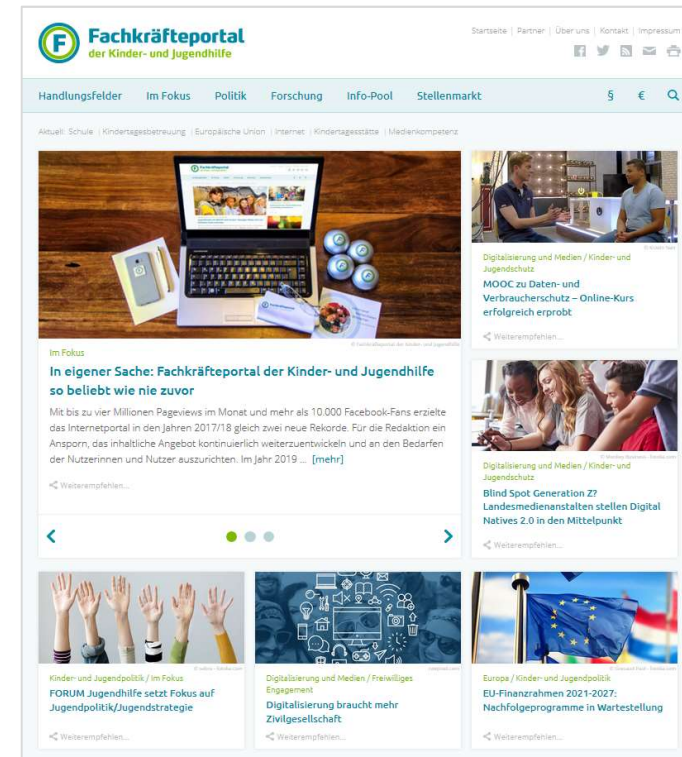 Fachkräfteportal
der Kinder- und Jugendhilfe
Startseite | Partner | Über uns | Kontakt | Impressum
Handlungsfelder Im Fokus Politik Forschung Info-Pool Stellenmarkt § €
Aktuell: Schule | Kindertagesbetreuung | Europäische Union | Internet | Kindertagesstätte | Medienkompetenz
© Fachkräfteportal der Kinder- und Jugendhilfe
Im Fokus
In eigener Sache: Fachkräfteportal der Kinder- und Jugendhilfe
so beliebt wie nie zuvor
Mit bis zu vier Millionen Pageviews im Monat und mehr als 10.000 Facebook-Fans erzielte
das Internetportal in den Jahren 2017/18 gleich zwei neue Rekorde. Für die Redaktion ein
Ansporn, das inhaltliche Angebot kontinuierlich weiterzuentwickeln und an den Bedarfen
der Nutzerinnen und Nutzer auszurichten. Im Jahr 2019 ... [mehr]
Weiterempfehlen...
Digitalisierung und Medien / Kinder- und
Jugendschutz
MOOC zu Daten- und
Verbraucherschutz – Online-Kurs
erfolgreich erprobt
Weiterempfehlen...
Digitalisierung und Medien / Kinder- und
Jugendschutz
Blind Spot Generation Z?
Landesmedienanstalten stellen Digital
Natives 2.0 in den Mittelpunkt
Weiterempfehlen...
Kinder- und Jugendpolitik / Im Fokus
FORUM Jugendhilfe setzt Fokus auf
Jugendpolitik/Jugendstrategie
Weiterempfehlen...
Digitalisierung und Medien / Freiwilliges
Engagement
Digitalisierung braucht mehr
Zivilgesellschaft
Weiterempfehlen...
Europa / Kinder- und Jugendpolitik
EU-Finanzrahmen 2021-2027:
Nachfolgeprogramme in Wartestellung
Weiterempfehlen...